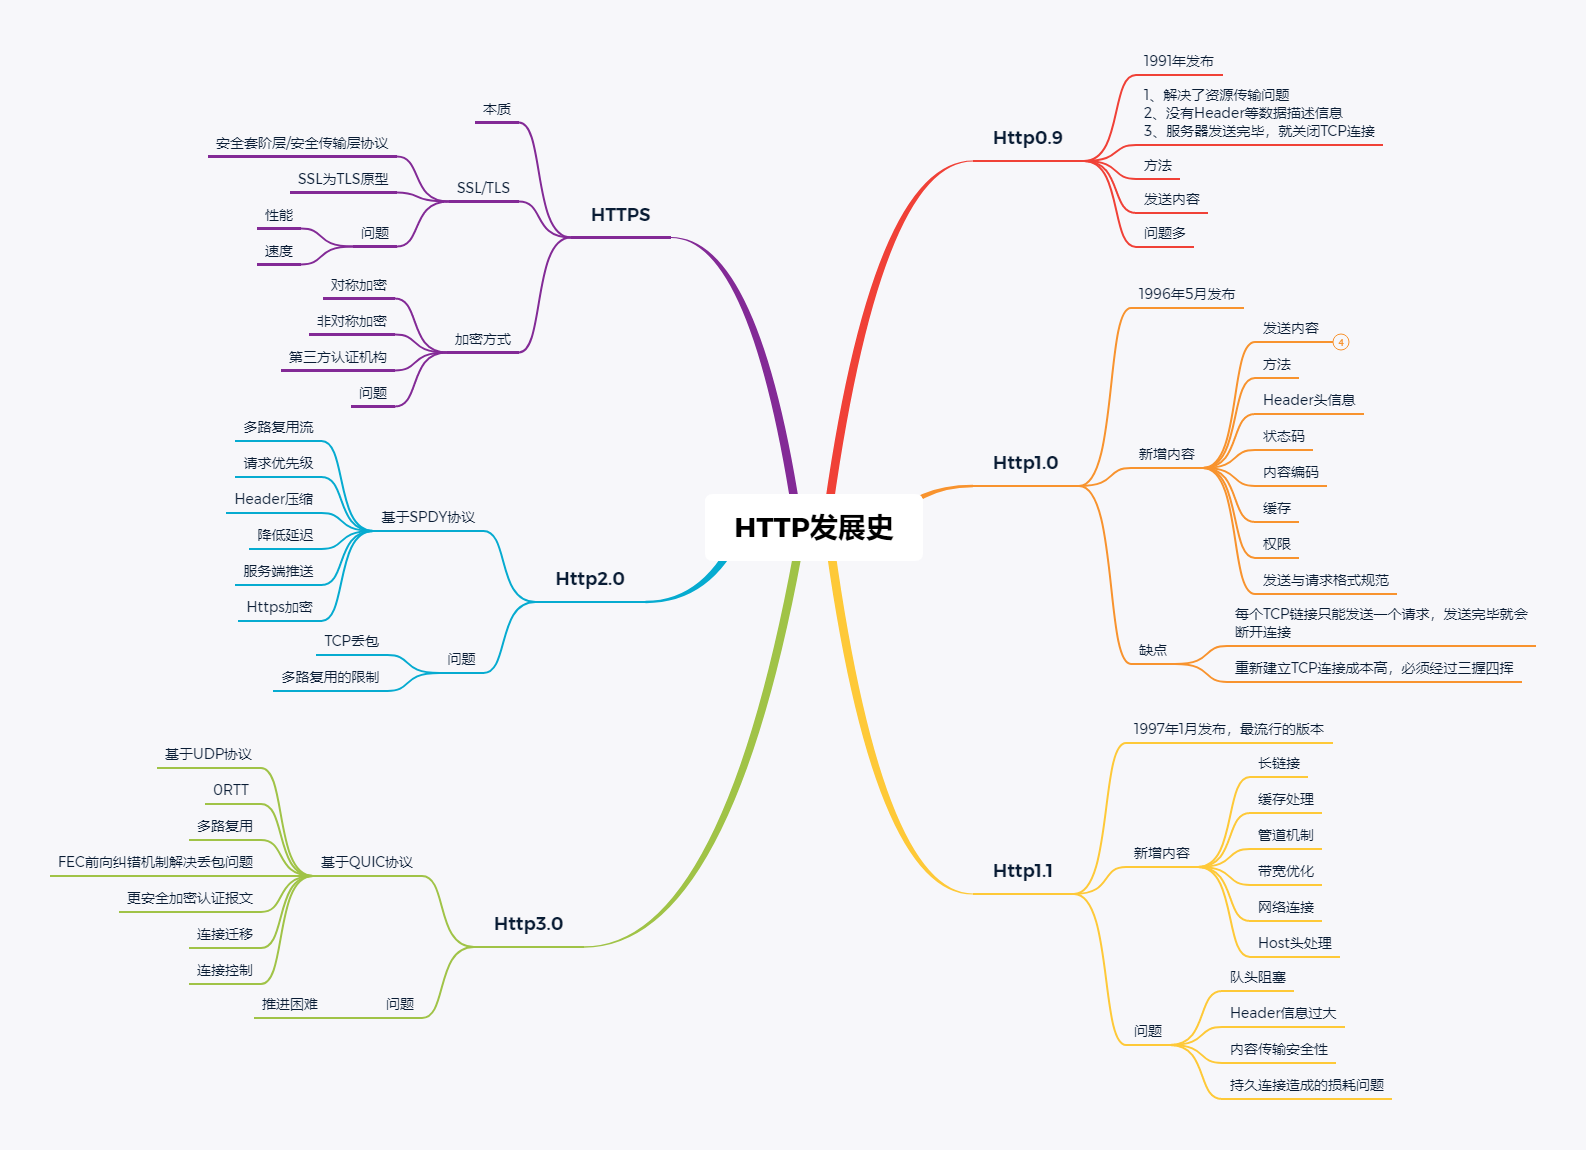 HTTP发展史
Http0.9
1991年发布
1、解决了资源传输问题
2、没有Header等数据描述信息
3、服务器发送完毕，就关闭TCP连接
方法
发送内容
问题多
Http1.0
1996年5月发布
新增内容
发送内容
4
方法
Header头信息
状态码
内容编码
缓存
权限
发送与请求格式规范
缺点
每个TCP链接只能发送一个请求，发送完毕就会
断开连接
重新建立TCP连接成本高，必须经过三握四挥
Http1.1
1997年1月发布，最流行的版本
新增内容
长链接
缓存处理
管道机制
带宽优化
网络连接
Host头处理
问题
队头阻塞
Header信息过大
内容传输安全性
持久连接造成的损耗问题
HTTPS
本质
SSL/TLS
安全套阶层/安全传输层协议
SSL为TLS原型
问题
性能
速度
加密方式
对称加密
非对称加密
第三方认证机构
问题
Http2.0
基于SPDY协议
多路复用流
请求优先级
Header压缩
降低延迟
服务端推送
Https加密
问题
TCP丢包
多路复用的限制
Http3.0
基于QUIC协议
基于UDP协议
0RTT
多路复用
FEC前向纠错机制解决丢包问题
更安全加密认证报文
连接迁移
连接控制
问题
推进困难